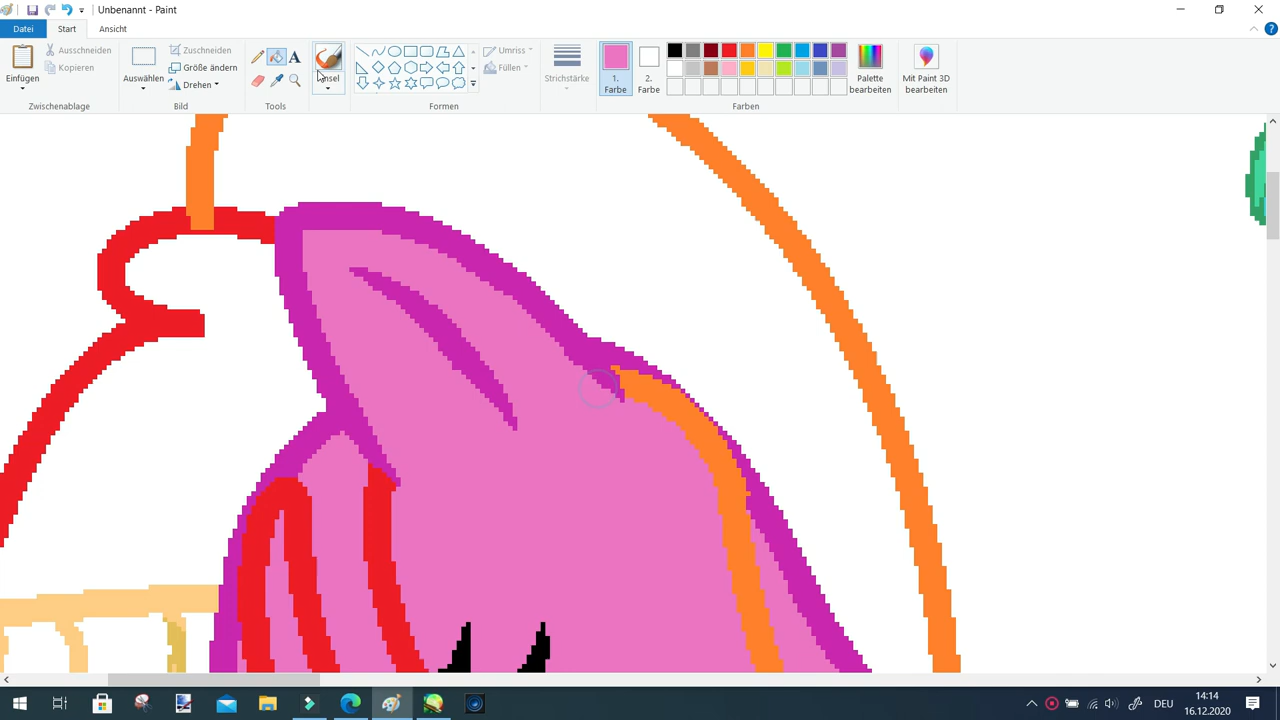 Unbenannt - Paint
Datei
Start
Ansicht
Einfügen
Ausschneiden
Kopieren
Zwischenablage
Auswählen
Zuschneiden
Größe ändern
Drehen
Bild
A
Tools
Formen
Umriss
Füllen
Strichstärke
1.
Farbe
2.
Farbe
Farben
Palette
bearbeiten
Mit Paint 3D
bearbeiten
DEU
14:14
16.12.2020